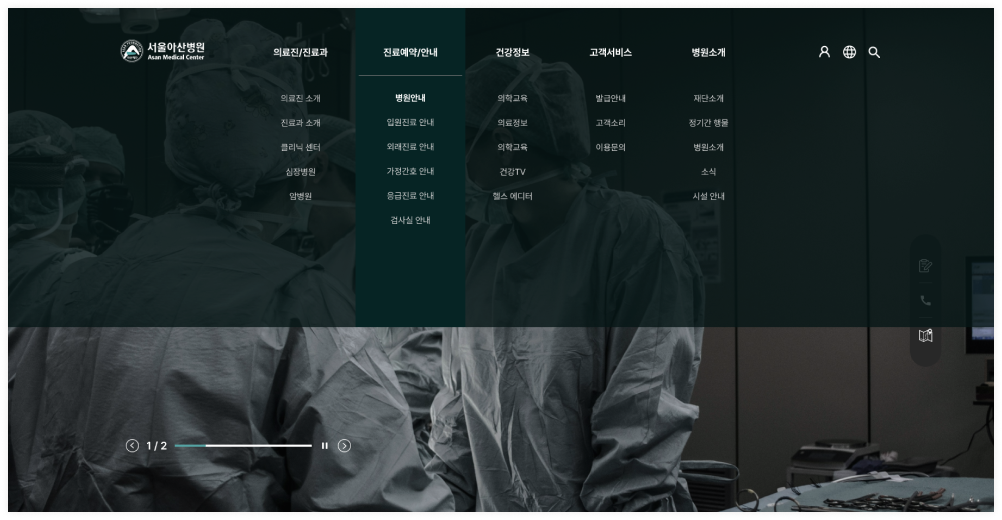 서울아산병원
Asan Medical Center
의료진/진료과
진료예약/안내
건강정보
고객서비스
병원소개
의료진 소개
진료과 소개
클리닉 센터
심장병원
암병원
병원안내
입원진료 안내
외래진료 안내
가정간호 안내
응급진료 안내
검사실 안내
의학교육
의료정보
의학교육
건강TV
헬스 에디터
발급안내
고객소리
이용문의
재단소개
정기간 행물
병원소개
소식
시설 안내
1 / 2